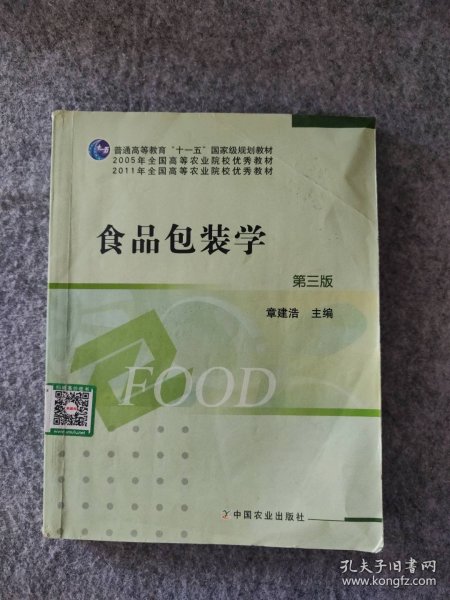 普通高等教育“十一五”国家级规划教材
2005年全国高等农业院校优秀教材
2011年全国高等农业院校优秀教材
食品包装学
第三版
章建浩 主编
FOOD
中国农业出版社
孔夫子旧书网
www.kongfz.com